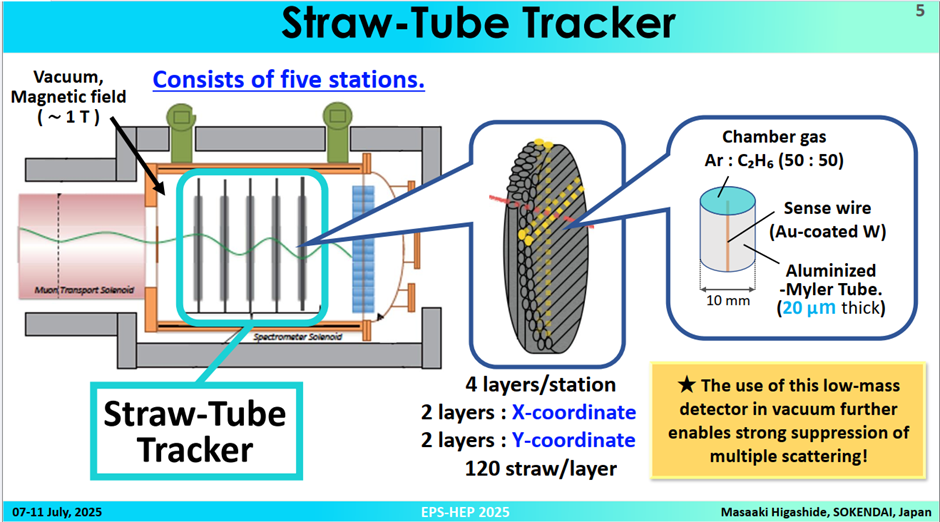 5
Straw-Tube Tracker
Vacuum,
Magnetic field
( ~ 1 T )
Consists of five stations.
Muon Transport Solenoid
Spectrometer Solenoid
Straw-Tube
Tracker
4 layers/station
2 layers : X-coordinate
2 layers : Y-coordinate
120 straw/layer
Chamber gas
Ar : C₂H₆ (50 : 50)
Sense wire
(Au-coated W)
Aluminized
-Myler Tube.
(20 μm thick)
10 mm
★ The use of this low-mass
detector in vacuum further
enables strong suppression of
multiple scattering!
07-11 July, 2025
EPS-HEP 2025
Masaaki Higashide, SOKENDAI, Japan